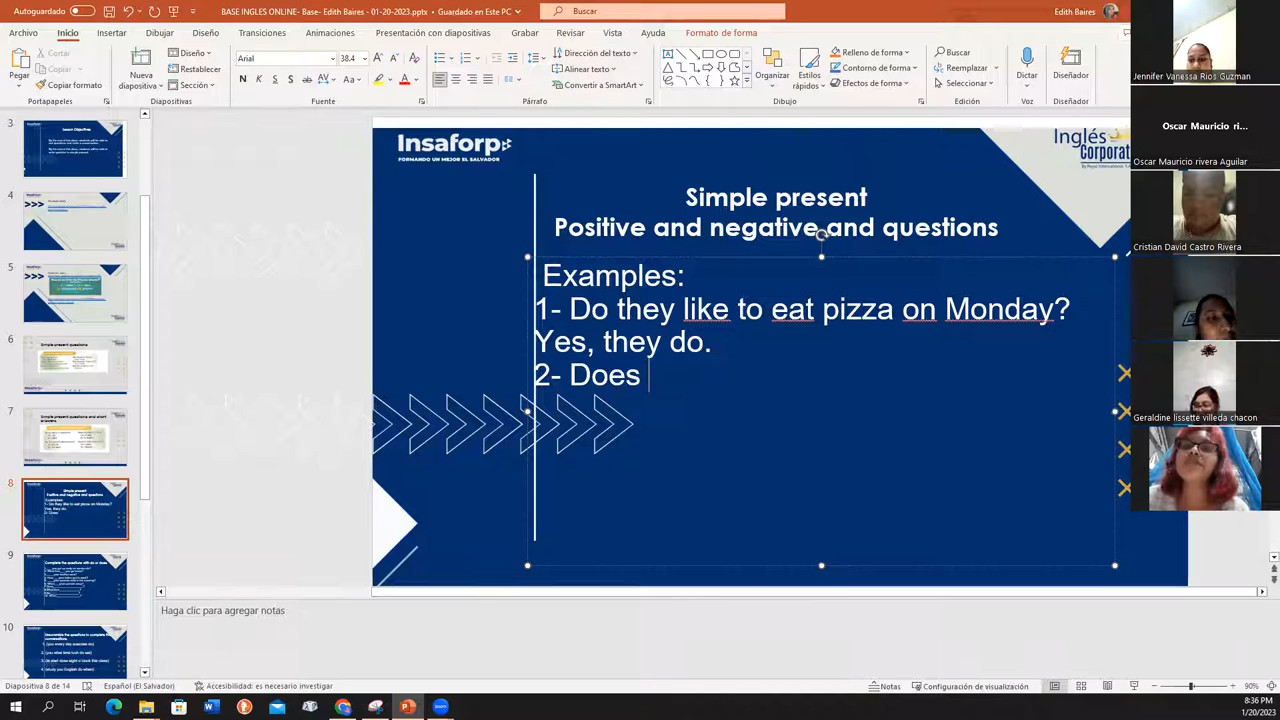 Autoguardado
BASE INGLES ONLINE- Base- Edith Baires - 01-20-2023.pptx • Guardado en Este PC
Buscar
Edith Baires
Archivo Inicio Insertar Dibujar Diseño Transiciones Animaciones Presentación con diapositivas Grabar Revisar Vista Ayuda Formato de forma
Pegar
Cortar
Copiar
Copiar formato
Portapapeles
Nueva
diapositiva
Diseño
Restablecer
Sección
Diapositivas
Arial 38.4
Fuente
Párrafo
Dirección del texto
Alinear texto
Convertir a SmartArt
Organizar
Estilos
rápidos
Relleno de forma
Contorno de forma
Efectos de forma
Dibujo
Buscar
Reemplazar
Seleccionar
Edición
Dictar
Voz
Diseñador
Diseñador
3
4
5
6
7
8
9
10
Insaforp
FORMANDO UN MEJOR EL SALVADOR
Inglés
Corporat
Simple present
Positive and negative and questions
Examples:
1- Do they like to eat pizza on Monday?
Yes, they do.
2- Does
Haga clic para agregar notas
Jennifer Vanessa Rios Guzman
Oscar Mauricio ri...
Oscar Mauricio rivera Aguilar
Cristian David Castro Rivera
Geraldine lissette villeda chacon
Diapositiva 8 de 14
Español (El Salvador)
Accesibilidad: es necesario investigar
Notas
Configuración de visualización
90%
8:36 PM
1/20/2023